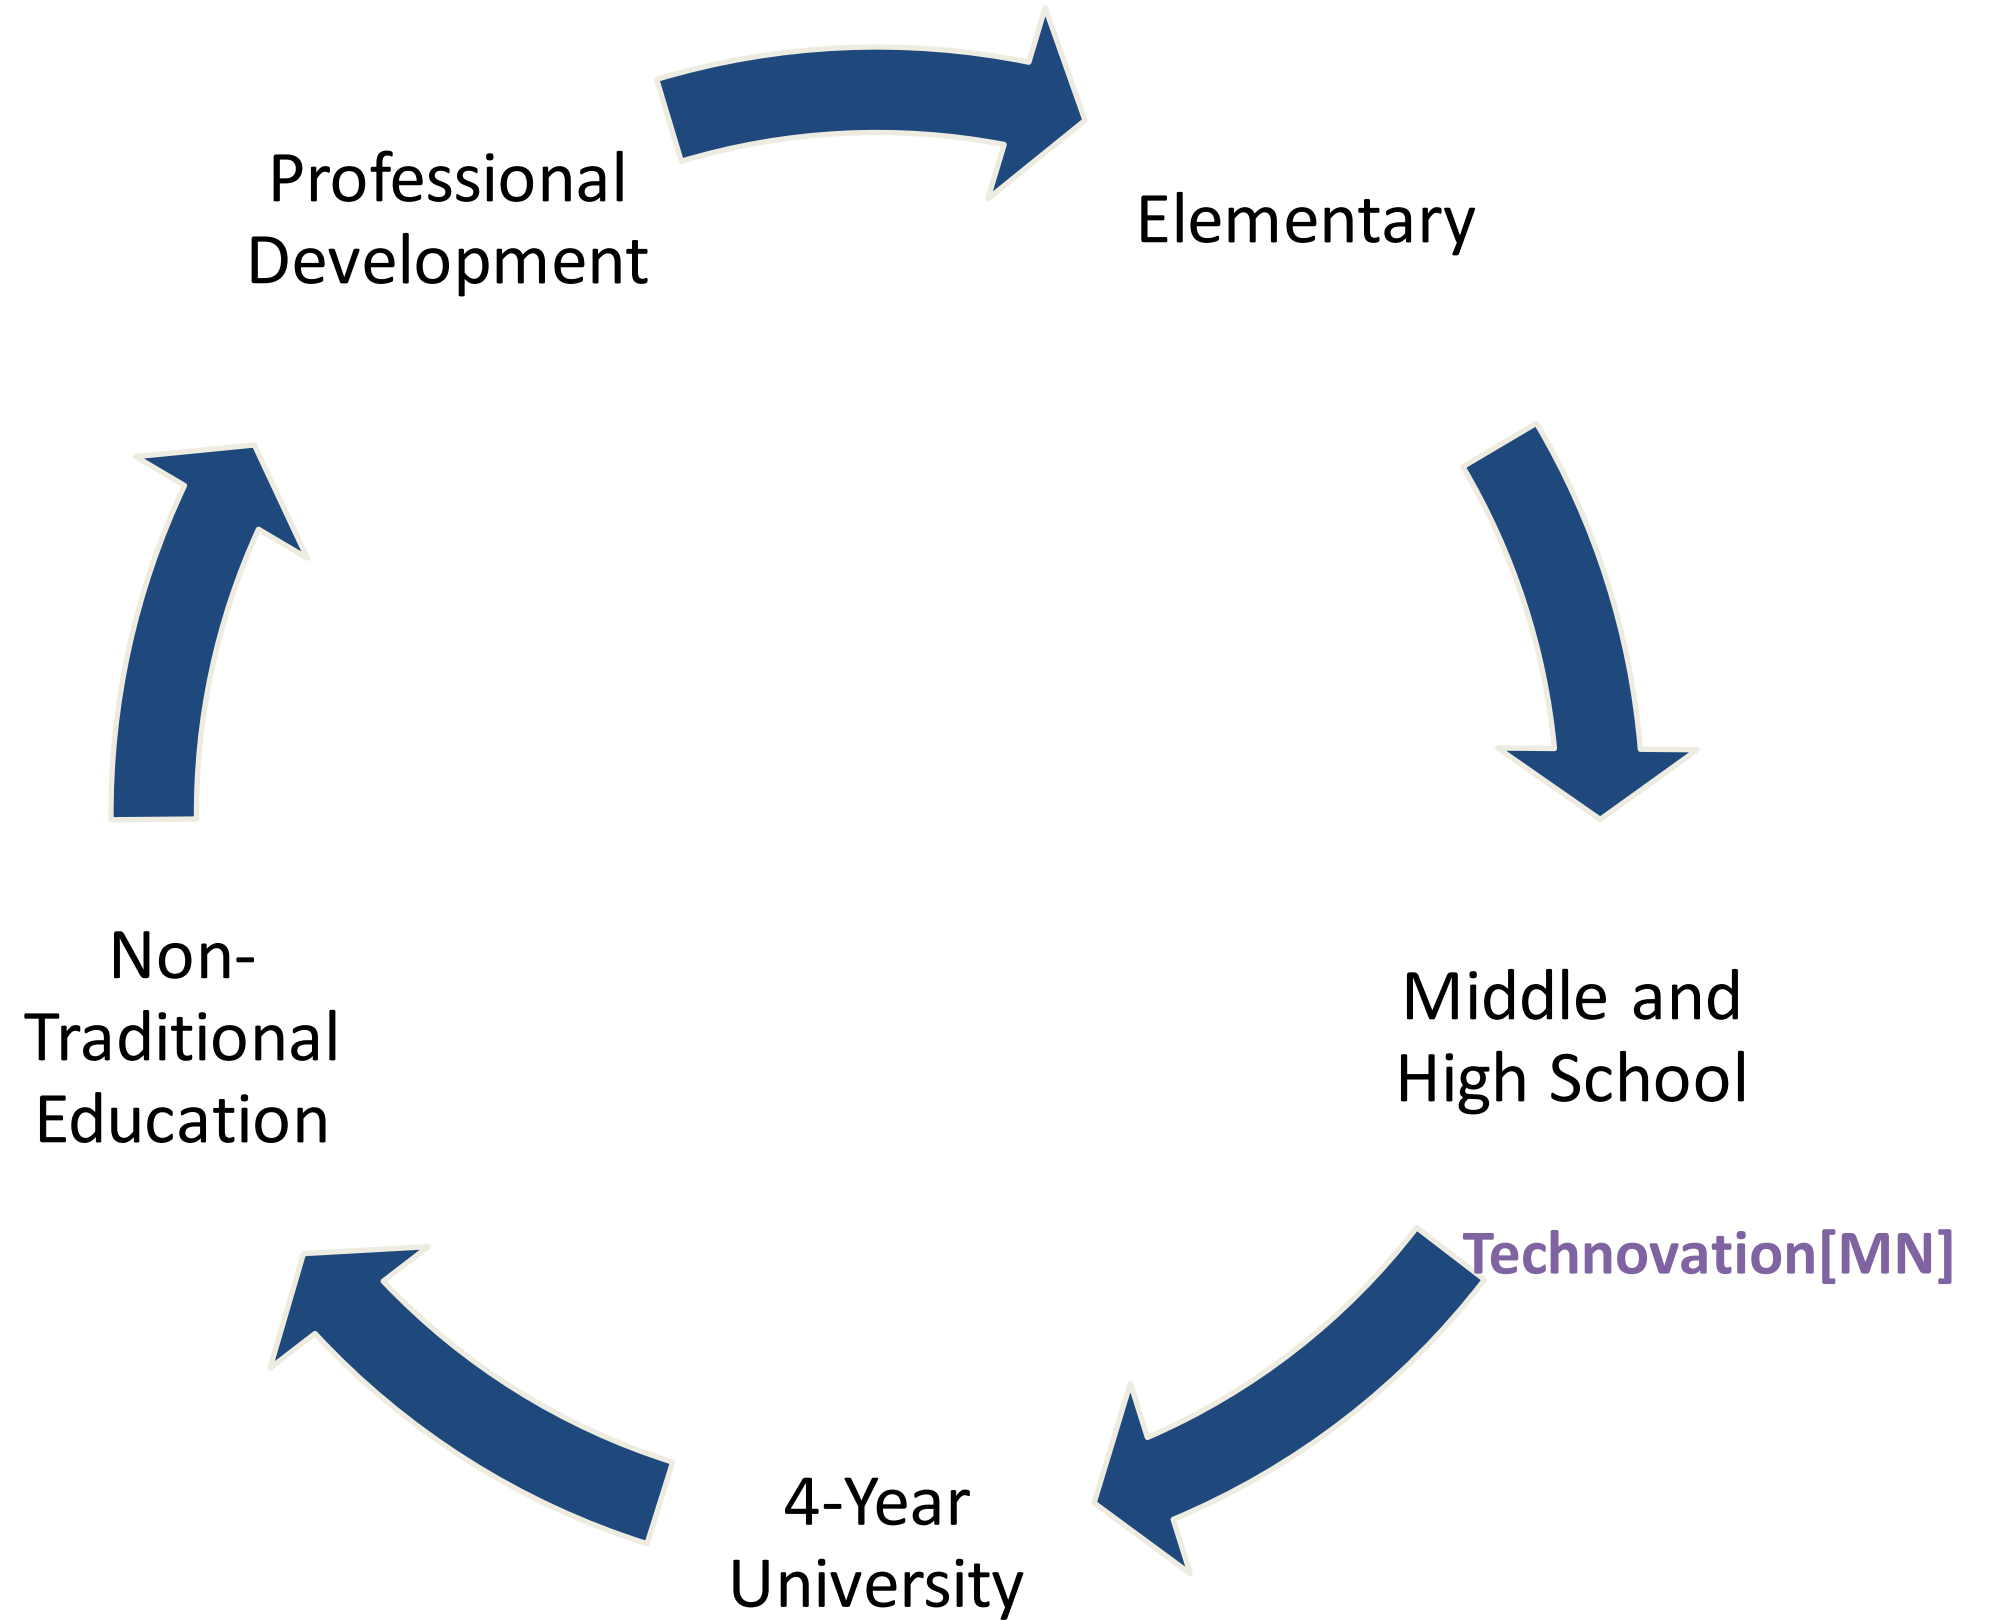 Professional
Development
Elementary
Middle and
High School
Technovation[MN]
4-Year
University
Non-
Traditional
Education